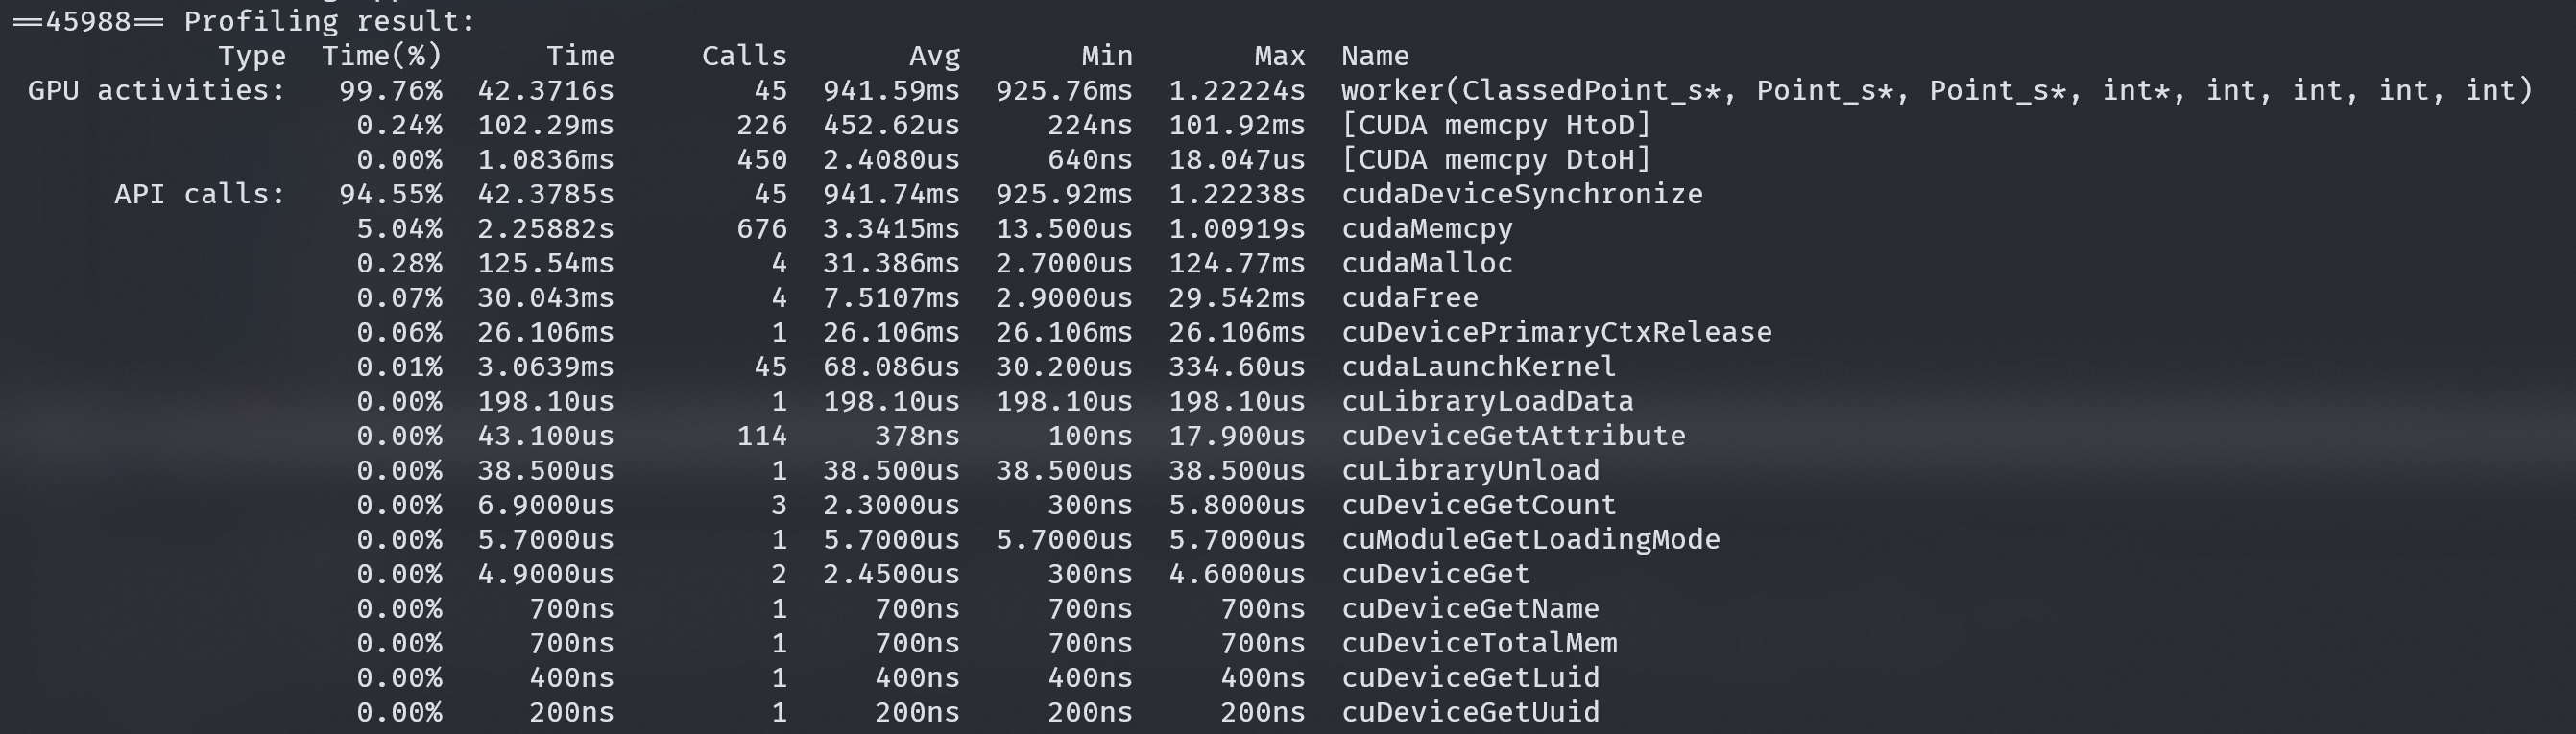 ==45988== Profiling result:
Type Time(%) Time Calls Avg Min Max Name
GPU activities: 99.76% 42.3716s 45 941.59ms 925.76ms 1.22224s worker(ClassedPoint_s*, Point_s*, Point_s*, int*, int, int, int, int)
0.24% 102.29ms 226 452.62us 224ns 101.92ms [CUDA memcpy HtoD]
0.00% 1.0836ms 450 2.4080us 640ns 18.047us [CUDA memcpy DtoH]
API calls: 94.55% 42.3785s 45 941.74ms 925.92ms 1.22238s cudaDeviceSynchronize
5.04% 2.25882s 676 3.3415ms 13.500us 1.00919s cudaMemcpy
0.28% 125.54ms 4 31.386ms 2.7000us 124.77ms cudaMalloc
0.07% 30.043ms 4 7.5107ms 2.9000us 29.542ms cudaFree
0.06% 26.106ms 1 26.106ms 26.106ms 26.106ms cuDevicePrimaryCtxRelease
0.01% 3.0639ms 45 68.086us 30.200us 334.60us cudaLaunchKernel
0.00% 198.10us 1 198.10us 198.10us 198.10us cuLibraryLoadData
0.00% 43.100us 114 378ns 100ns 17.900us cuDeviceGetAttribute
0.00% 38.500us 1 38.500us 38.500us 38.500us cuLibraryUnload
0.00% 6.9000us 3 2.3000us 300ns 5.8000us cuDeviceGetCount
0.00% 5.7000us 1 5.7000us 5.7000us 5.7000us cuModuleGetLoadingMode
0.00% 4.9000us 2 2.4500us 300ns 4.6000us cuDeviceGet
0.00% 700ns 1 700ns 700ns 700ns cuDeviceGetName
0.00% 700ns 1 700ns 700ns 700ns cuDeviceTotalMem
0.00% 400ns 1 400ns 400ns 400ns cuDeviceGetLuid
0.00% 200ns 1 200ns 200ns 200ns cuDeviceGetUuid